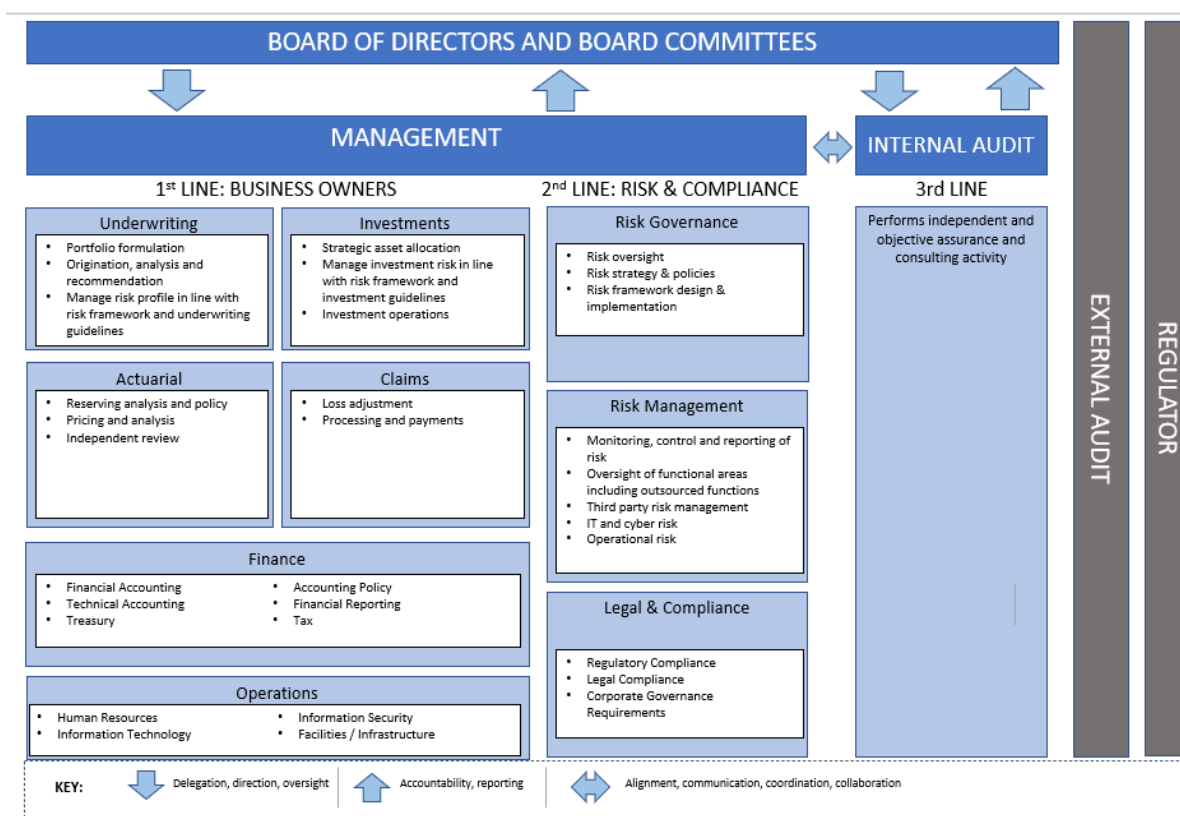 BOARD OF DIRECTORS AND BOARD COMMITTEES
MANAGEMENT
INTERNAL AUDIT
1st LINE: BUSINESS OWNERS
2nd LINE: RISK & COMPLIANCE
3rd LINE
Underwriting
• Portfolio formulation
• Origination, analysis and
recommendation
• Manage risk profile in line with
risk framework and underwriting
guidelines
Investments
• Strategic asset allocation
• Manage investment risk in line
with risk framework and
investment guidelines
• Investment operations
Actuarial
• Reserving analysis and policy
• Pricing and analysis
• Independent review
Claims
• Loss adjustment
• Processing and payments
Finance
• Financial Accounting
• Technical Accounting
• Treasury
• Accounting Policy
• Financial Reporting
• Tax
Operations
• Human Resources
• Information Technology
• Information Security
• Facilities / Infrastructure
Risk Governance
• Risk oversight
• Risk strategy & policies
• Risk framework design &
implementation
Risk Management
• Monitoring, control and reporting of
risk
• Oversight of functional areas
including outsourced functions
• Third party risk management
• IT and cyber risk
• Operational risk
Legal & Compliance
• Regulatory Compliance
• Legal Compliance
• Corporate Governance
Requirements
Performs independent and
objective assurance and
consulting activity
EXTERNAL AUDIT
REGULATOR
KEY:
Delegation, direction, oversight
Accountability, reporting
Alignment, communication, coordination, collaboration